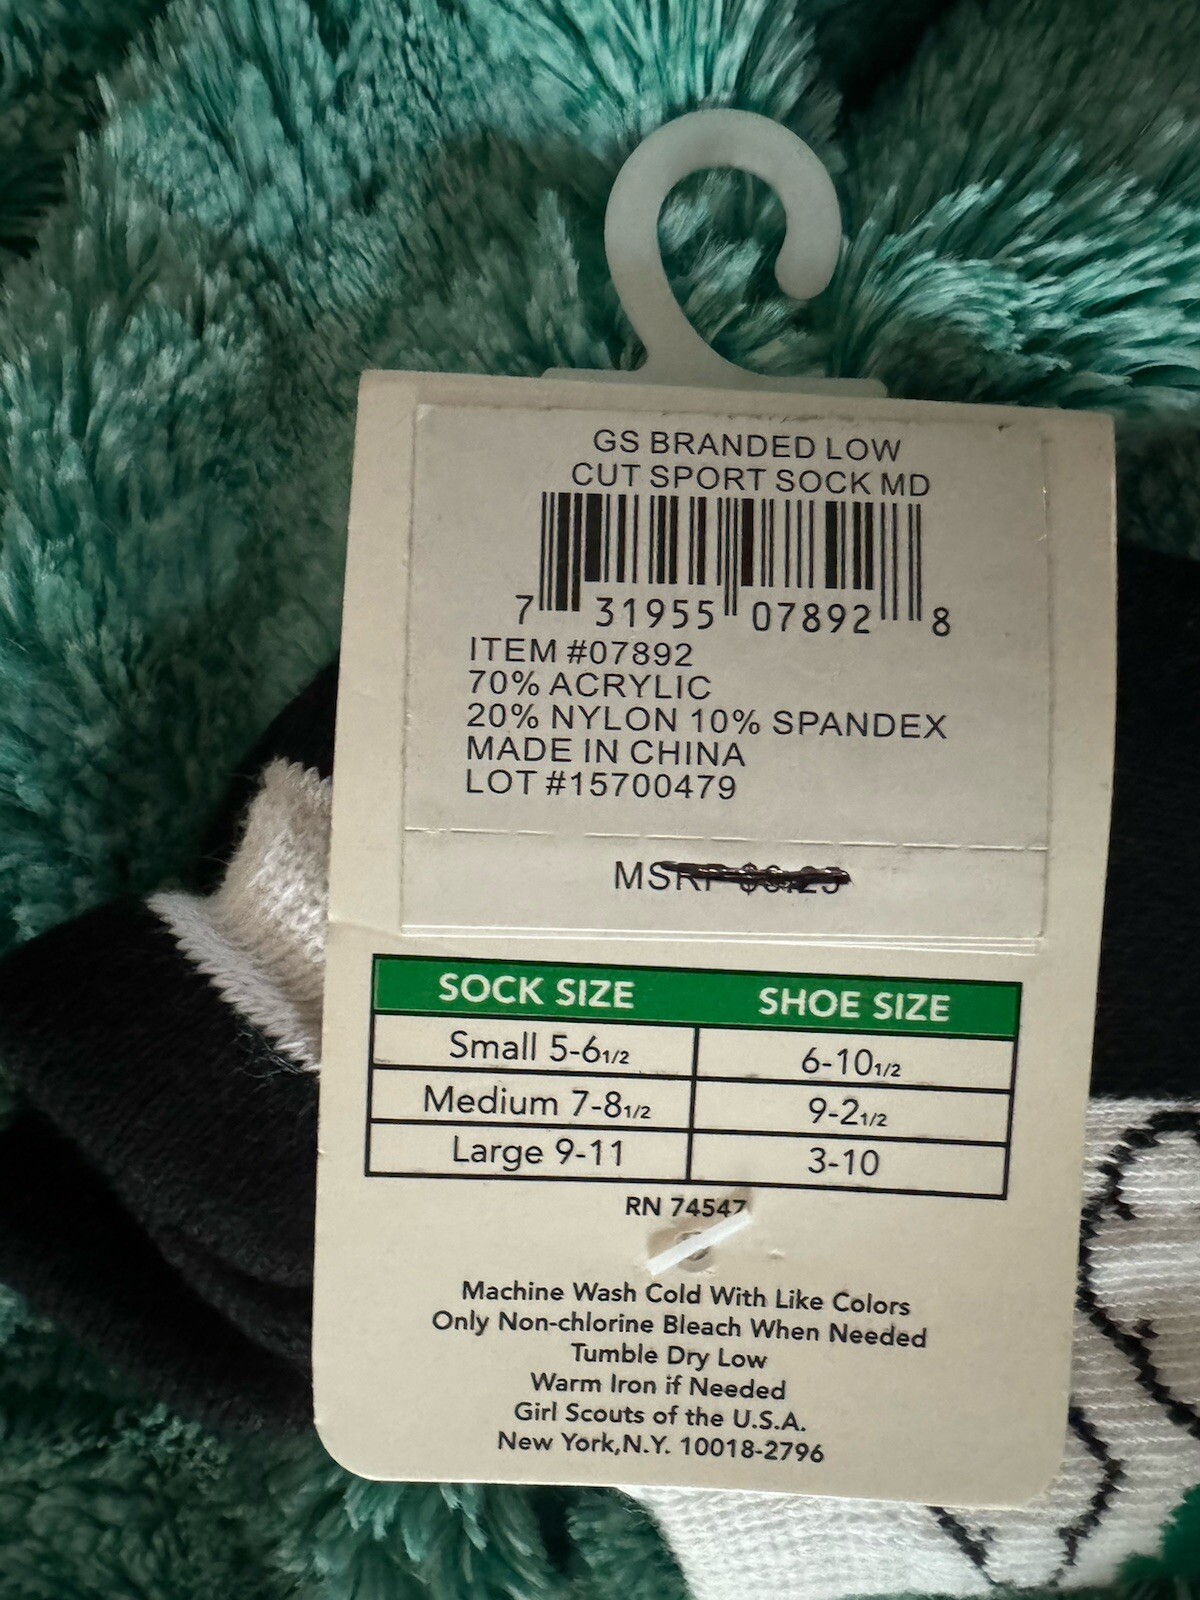 GS BRANDED LOW
CUT SPORT SOCK MD
7 31955 07892 8
ITEM #07892
70% ACRYLIC
20% NYLON 10% SPANDEX
MADE IN CHINA
LOT #15700479
MSRP
SOCK SIZE SHOE SIZE
Small 5-6 1/2 6-10 1/2
Medium 7-8 1/2 9-2 1/2
Large 9-11 3-10
RN 74547
Machine Wash Cold With Like Colors
Only Non-chlorine Bleach When Needed
Tumble Dry Low
Warm Iron if Needed
Girl Scouts of the U.S.A.
New York,N.Y. 10018-2796